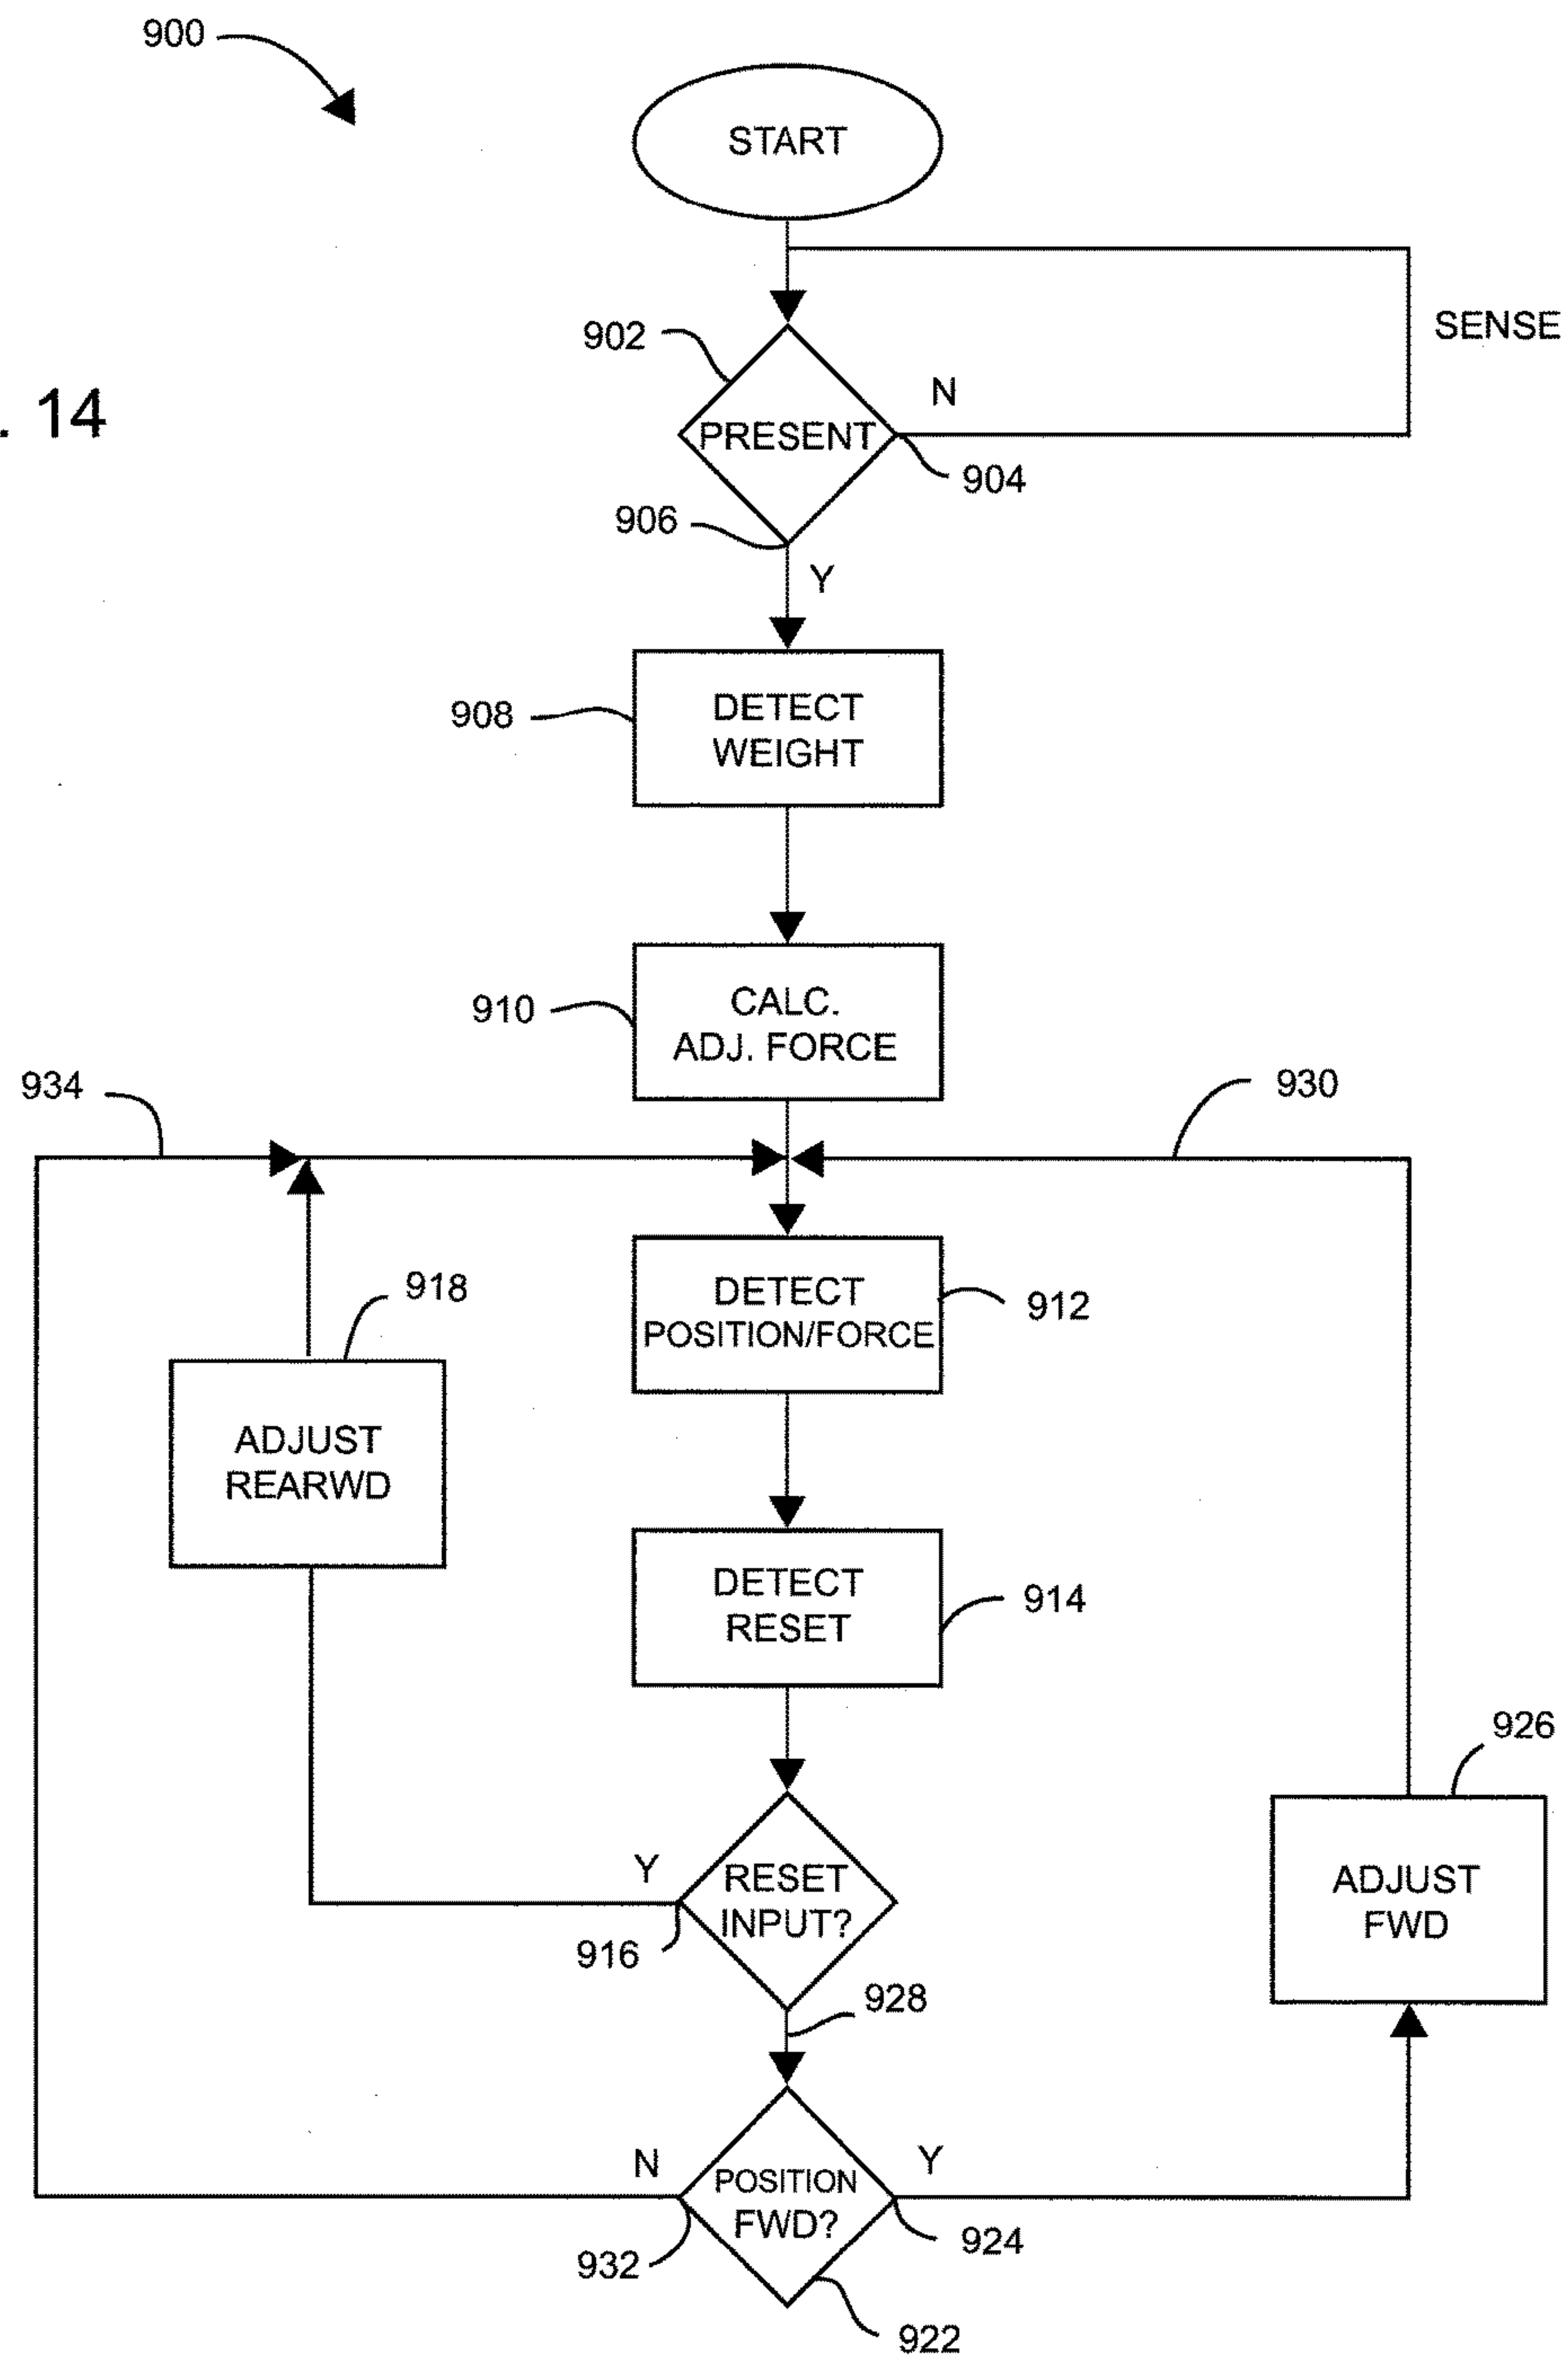 900
START
902
SENSE
N
. 14
PRESENT
904
906
Y
908
DETECT
WEIGHT
910
CALC.
ADJ. FORCE
934
930
918
DETECT
POSITION/FORCE
912
ADJUST
REARWD
DETECT
RESET
914
926
Y
RESET
INPUT?
916
ADJUST
FWD
928
N
Y
POSITION
FWD?
932
924
922